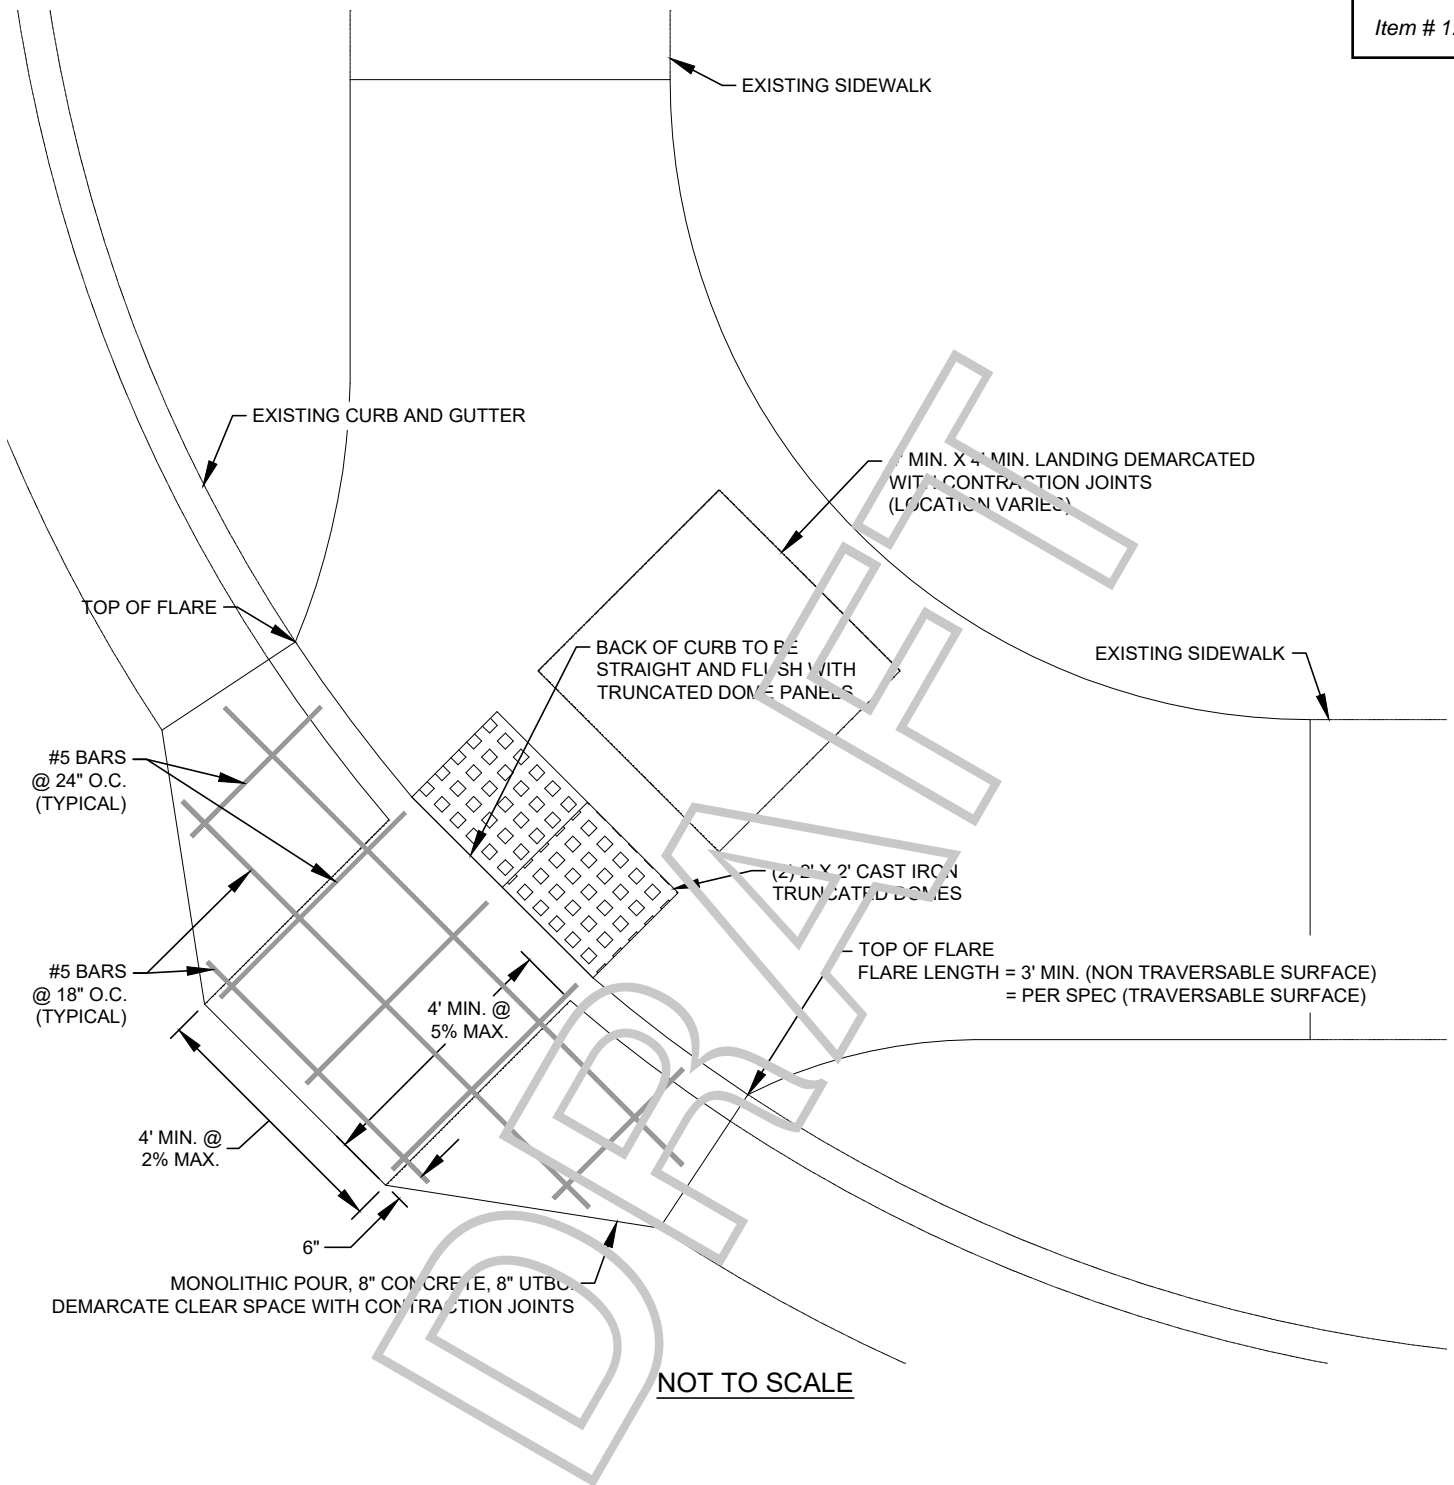 Item # 1.
EXISTING SIDEWALK
EXISTING CURB AND GUTTER
' MIN. X 4' MIN. LANDING DEMARCATED
WITH CONTRACTION JOINTS
(LOCATION VARIES)
TOP OF FLARE
BACK OF CURB TO BE
STRAIGHT AND FLUSH WITH
TRUNCATED DOME PANELS
EXISTING SIDEWALK
#5 BARS
@ 24" O.C.
(TYPICAL)
(2) 2' X 2' CAST IRON
TRUNCATED DOMES
TOP OF FLARE
FLARE LENGTH = 3' MIN. (NON TRAVERSABLE SURFACE)
= PER SPEC (TRAVERSABLE SURFACE)
#5 BARS
@ 18" O.C.
(TYPICAL)
4' MIN. @
5% MAX.
4' MIN. @
2% MAX.
6"
MONOLITHIC POUR, 8" CONCRETE, 8"
DEMARCATE CLEAR SPACE WITH CONTRACTION JOINTS
NOT TO SCALE
DRAFT